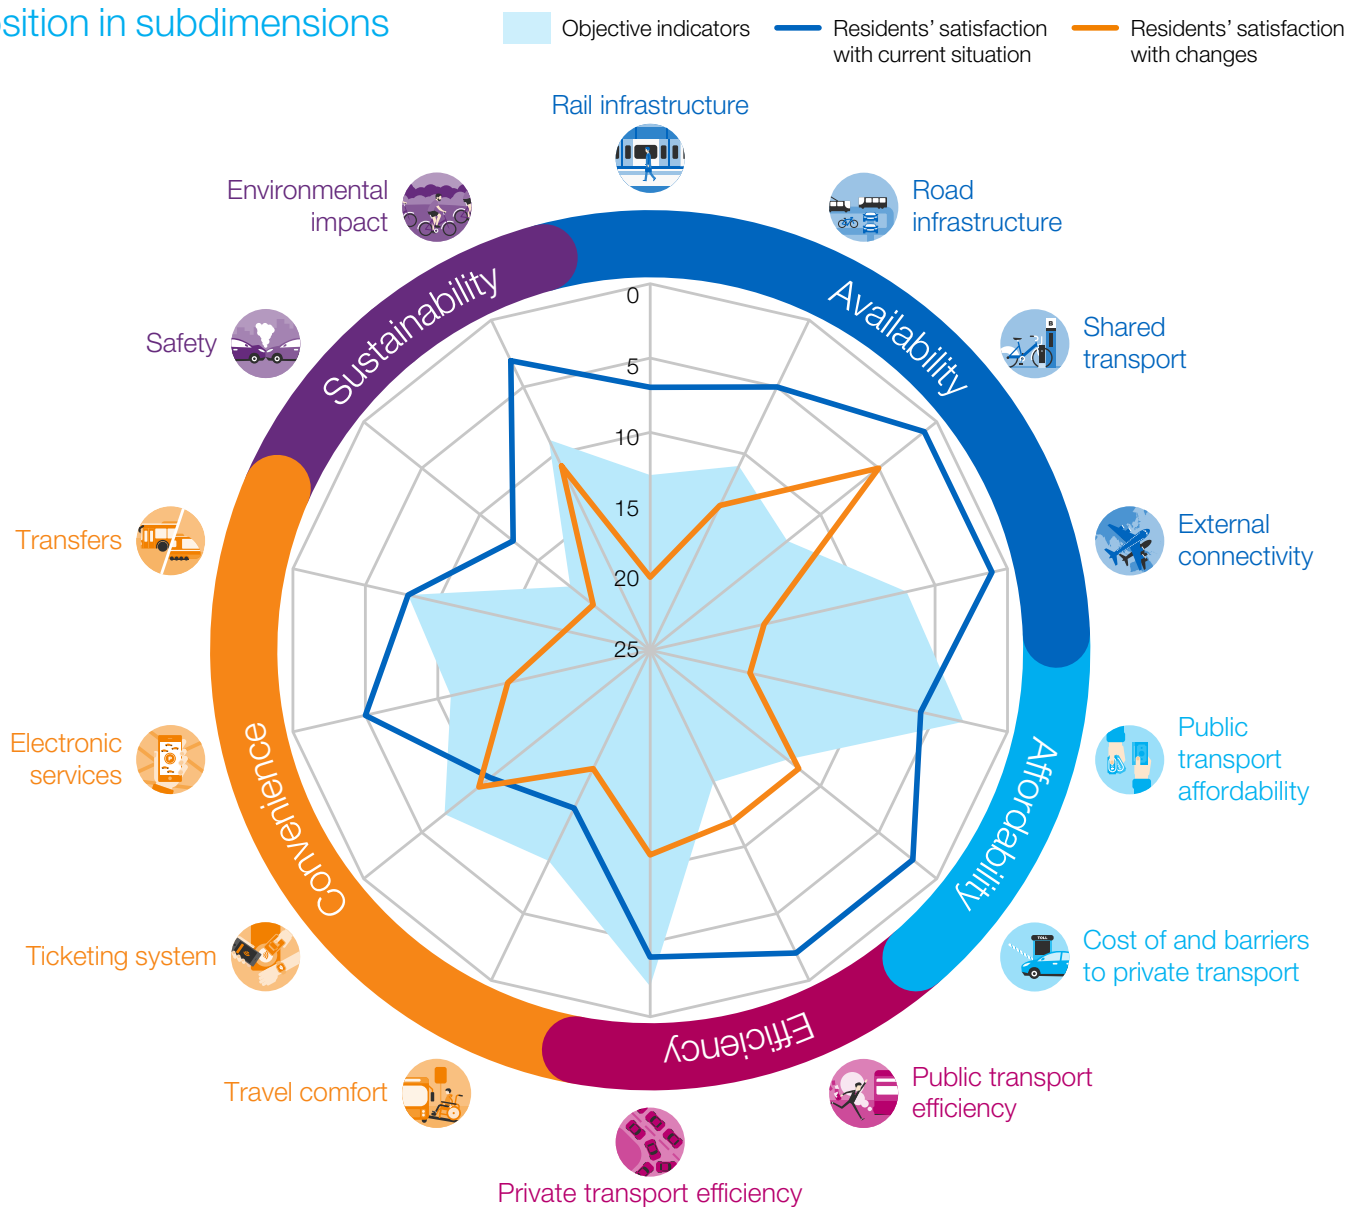 sition in subdimensions
Objective indicators
Residents’ satisfaction
with current situation
Residents’ satisfaction
with changes
Rail infrastructure
Environmental
impact
Road
infrastructure
Safety
Shared
transport
Sustainability
Availability
0
5
10
15
20
25
Transfers
External
connectivity
Electronic
services
Public
transport
affordability
Convenience
Affordability
Ticketing system
Cost of and barriers
to private transport
TOLL
B
Efficiency
Travel comfort
Public transport
efficiency
Private transport efficiency